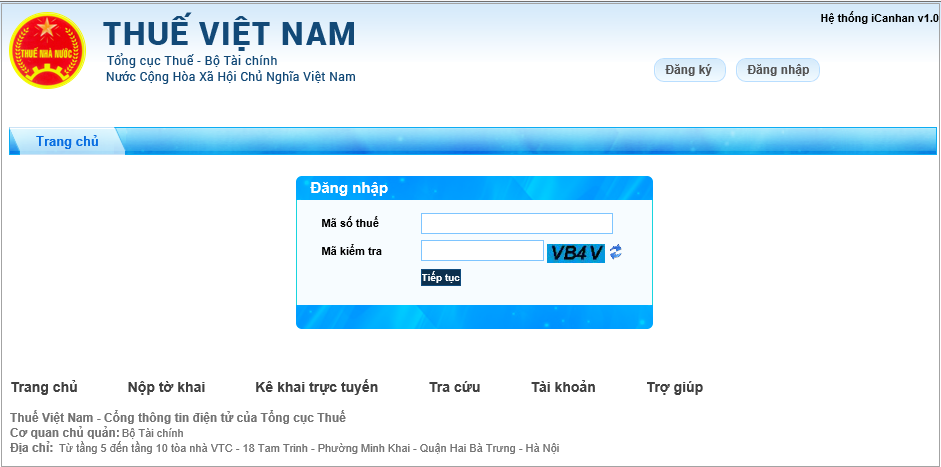 Hệ thống iCanhan v1.0
THUẾ NHÀ NƯỚC
THUẾ VIỆT NAM
Tổng cục Thuế - Bộ Tài chính
Nước Cộng Hòa Xã Hội Chủ Nghĩa Việt Nam
Đăng ký Đăng nhập
Trang chủ
Đăng nhập
Mã số thuế
Mã kiểm tra VB4V
Tiếp tục
Trang chủ Nộp tờ khai Kê khai trực tuyến Tra cứu Tài khoản Trợ giúp
Thuế Việt Nam - Cổng thông tin điện tử của Tổng cục Thuế
Cơ quan chủ quản: Bộ Tài chính
Địa chỉ: Từ tầng 5 đến tầng 10 tòa nhà VTC - 18 Tam Trinh - Phường Minh Khai - Quận Hai Bà Trưng - Hà Nội